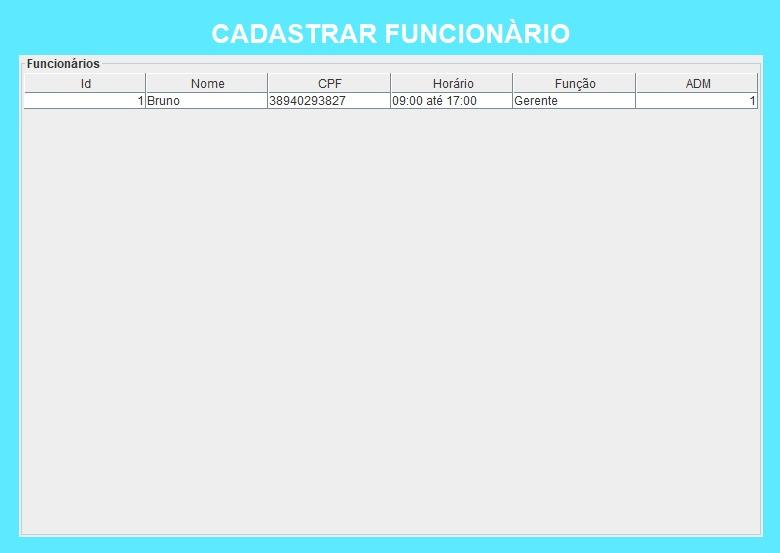 CADASTRAR FUNCIONÀRIO
Funcionários
Id Nome CPF Horário Função ADM
1 Bruno 38940293827 09:00 até 17:00 Gerente 1